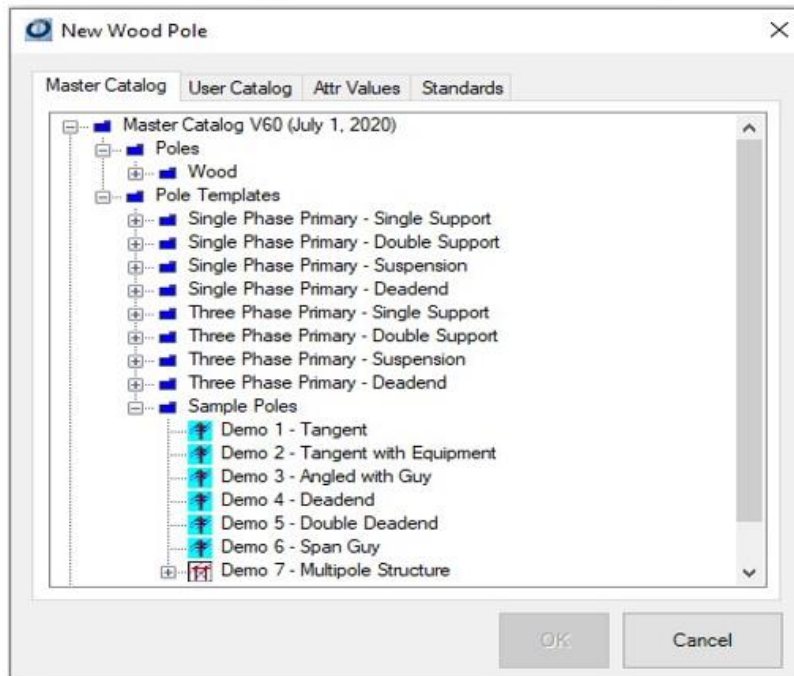 New Wood Pole
Master Catalog User Catalog Attr Values Standards
Master Catalog V60 (July 1, 2020)
Poles
Wood
Pole Templates
Single Phase Primary - Single Support
Single Phase Primary - Double Support
Single Phase Primary - Suspension
Single Phase Primary - Deadend
Three Phase Primary - Single Support
Three Phase Primary - Double Support
Three Phase Primary - Suspension
Three Phase Primary - Deadend
Sample Poles
Demo 1 - Tangent
Demo 2 - Tangent with Equipment
Demo 3 - Angled with Guy
Demo 4 - Deadend
Demo 5 - Double Deadend
Demo 6 - Span Guy
Demo 7 - Multipole Structure
OK Cancel